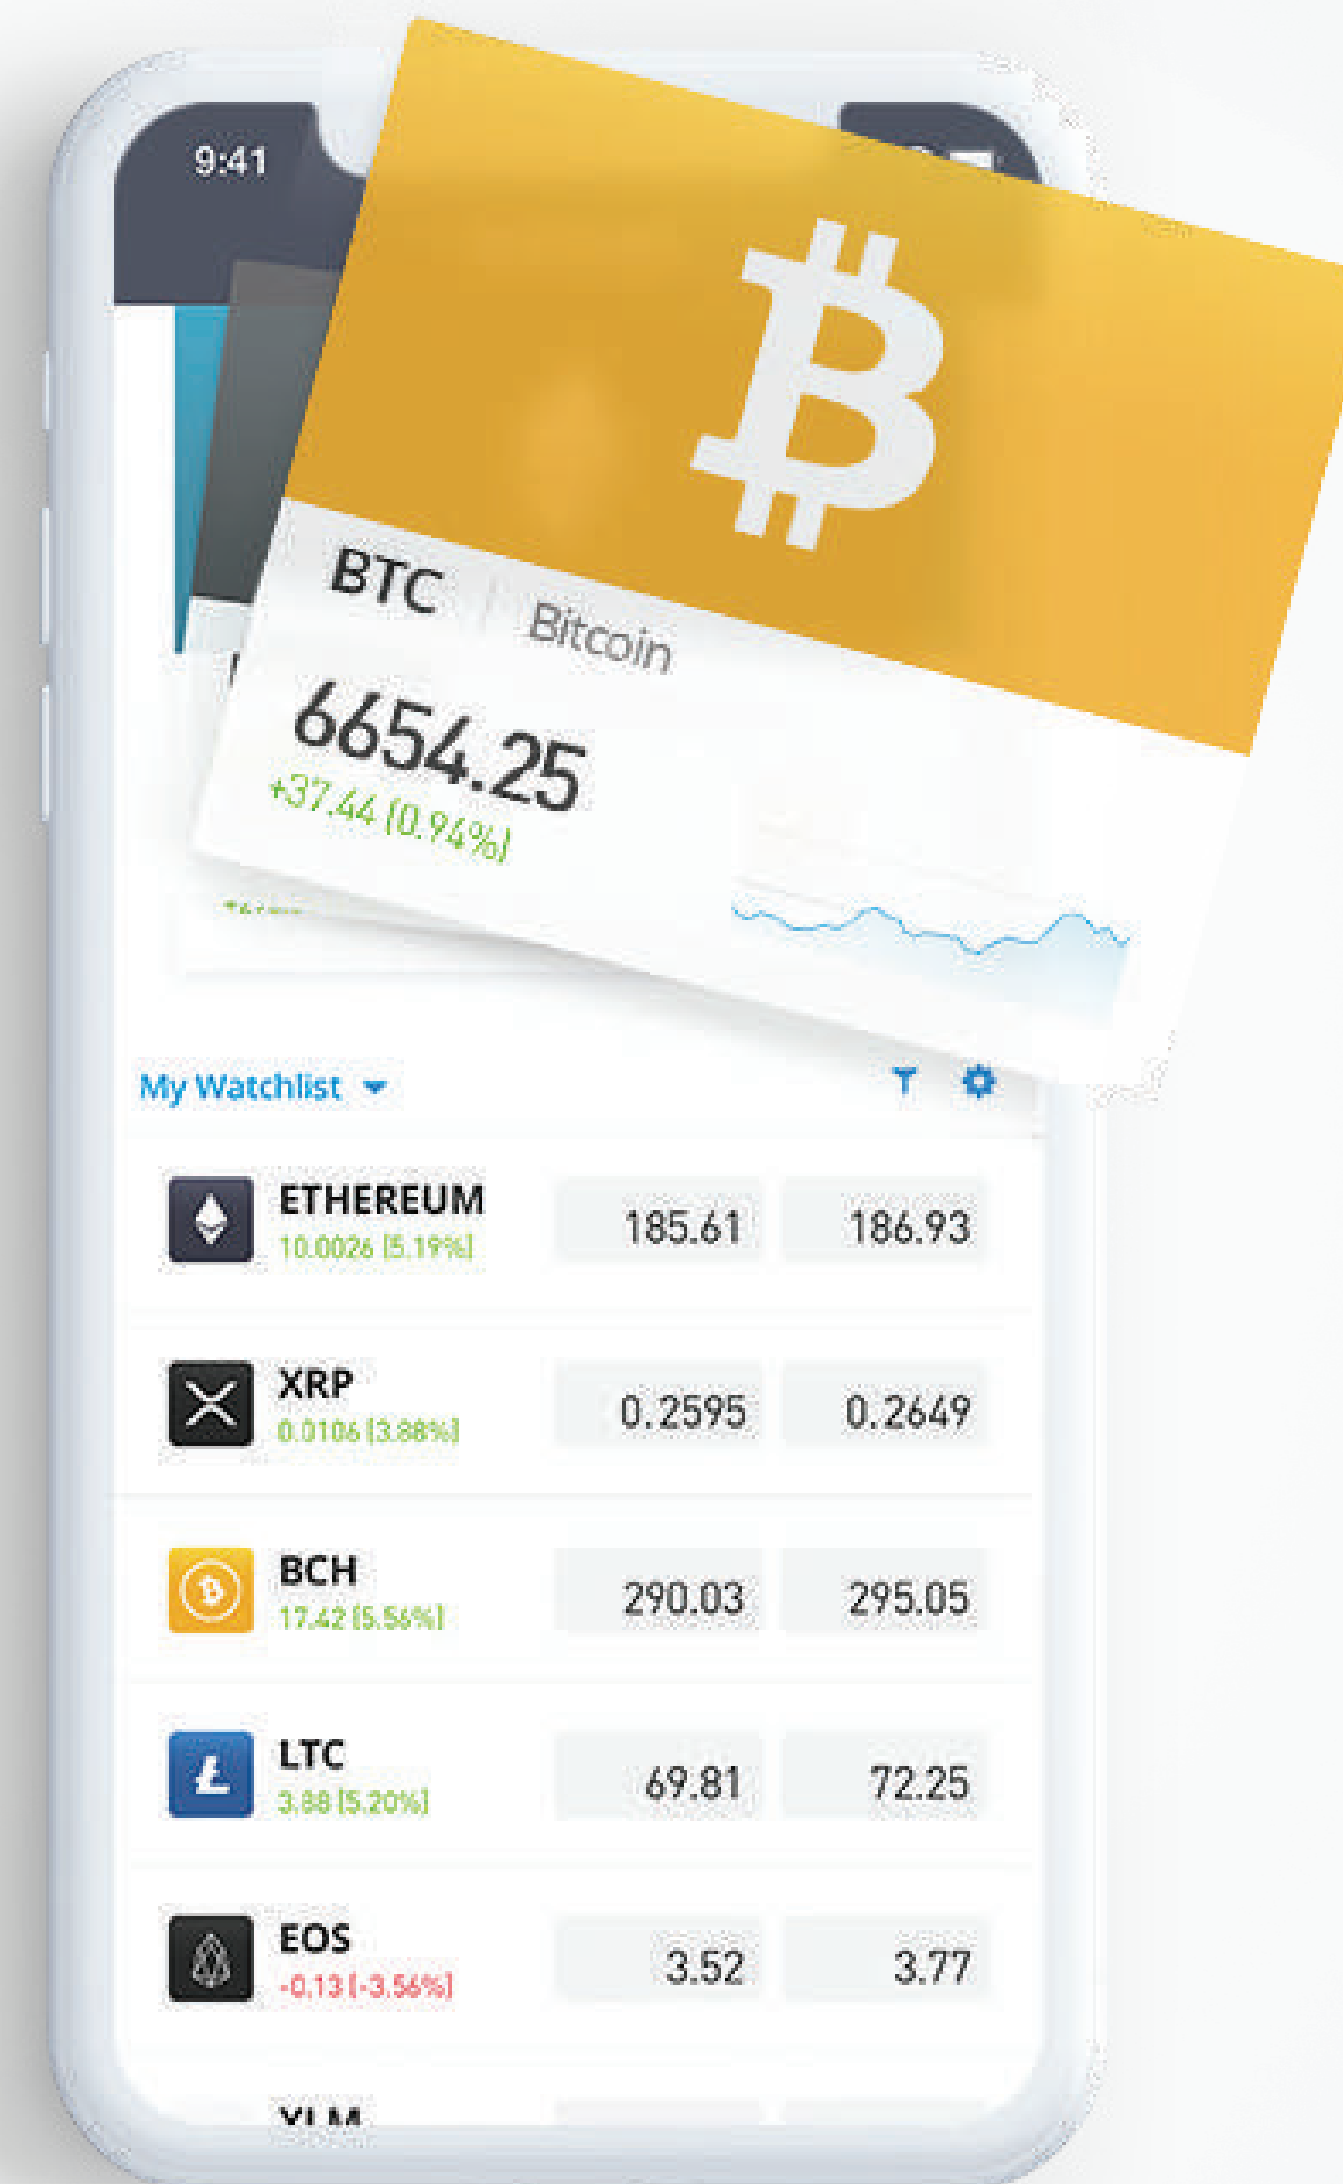 9:41
BTC | Bitcoin
6654.25
+37.44 (0.94%)
My Watchlist
ETHEREUM
10.0026 (5.19%)
185.61 186.93
XRP
0.0106 (3.88%)
0.2595 0.2649
BCH
17.42 (5.56%)
290.03 295.05
LTC
3.88 (5.20%)
69.81 72.25
EOS
-0.13 (-3.56%)
3.52 3.77
XLM